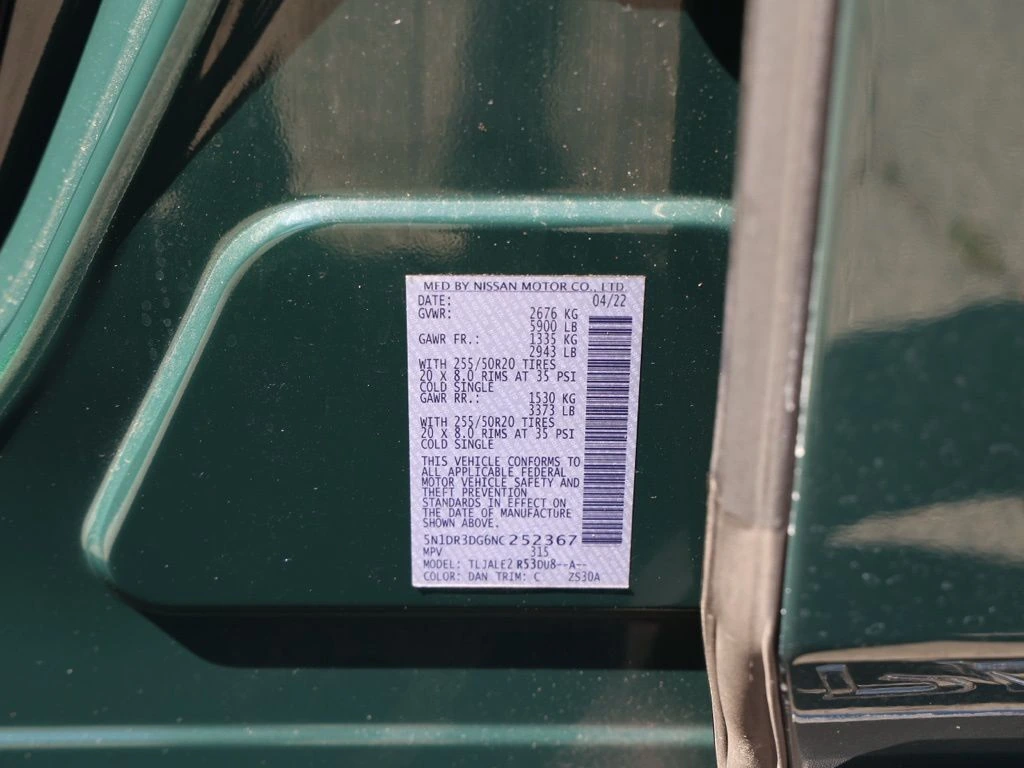 MFD BY NISSAN MOTOR CO., LTD.
DATE: 04/22
GVWR: 2676 KG
5900 LB
GAWR FR.: 1335 KG
2943 LB
WITH 255/50R20 TIRES
20 X 8.0 RIMS AT 35 PSI
COLD SINGLE
GAWR RR.: 1530 KG
3373 LB
WITH 255/50R20 TIRES
20 X 8.0 RIMS AT 35 PSI
COLD SINGLE
THIS VEHICLE CONFORMS TO
ALL APPLICABLE FEDERAL
MOTOR VEHICLE SAFETY AND
THEFT PREVENTION
STANDARDS IN EFFECT ON
THE DATE OF MANUFACTURE
SHOWN ABOVE.
5N1DR3DG6NC252367
MPV 315
MODEL: TLJALE2 R53DU8--A--
COLOR: DAN TRIM: C ZS30A